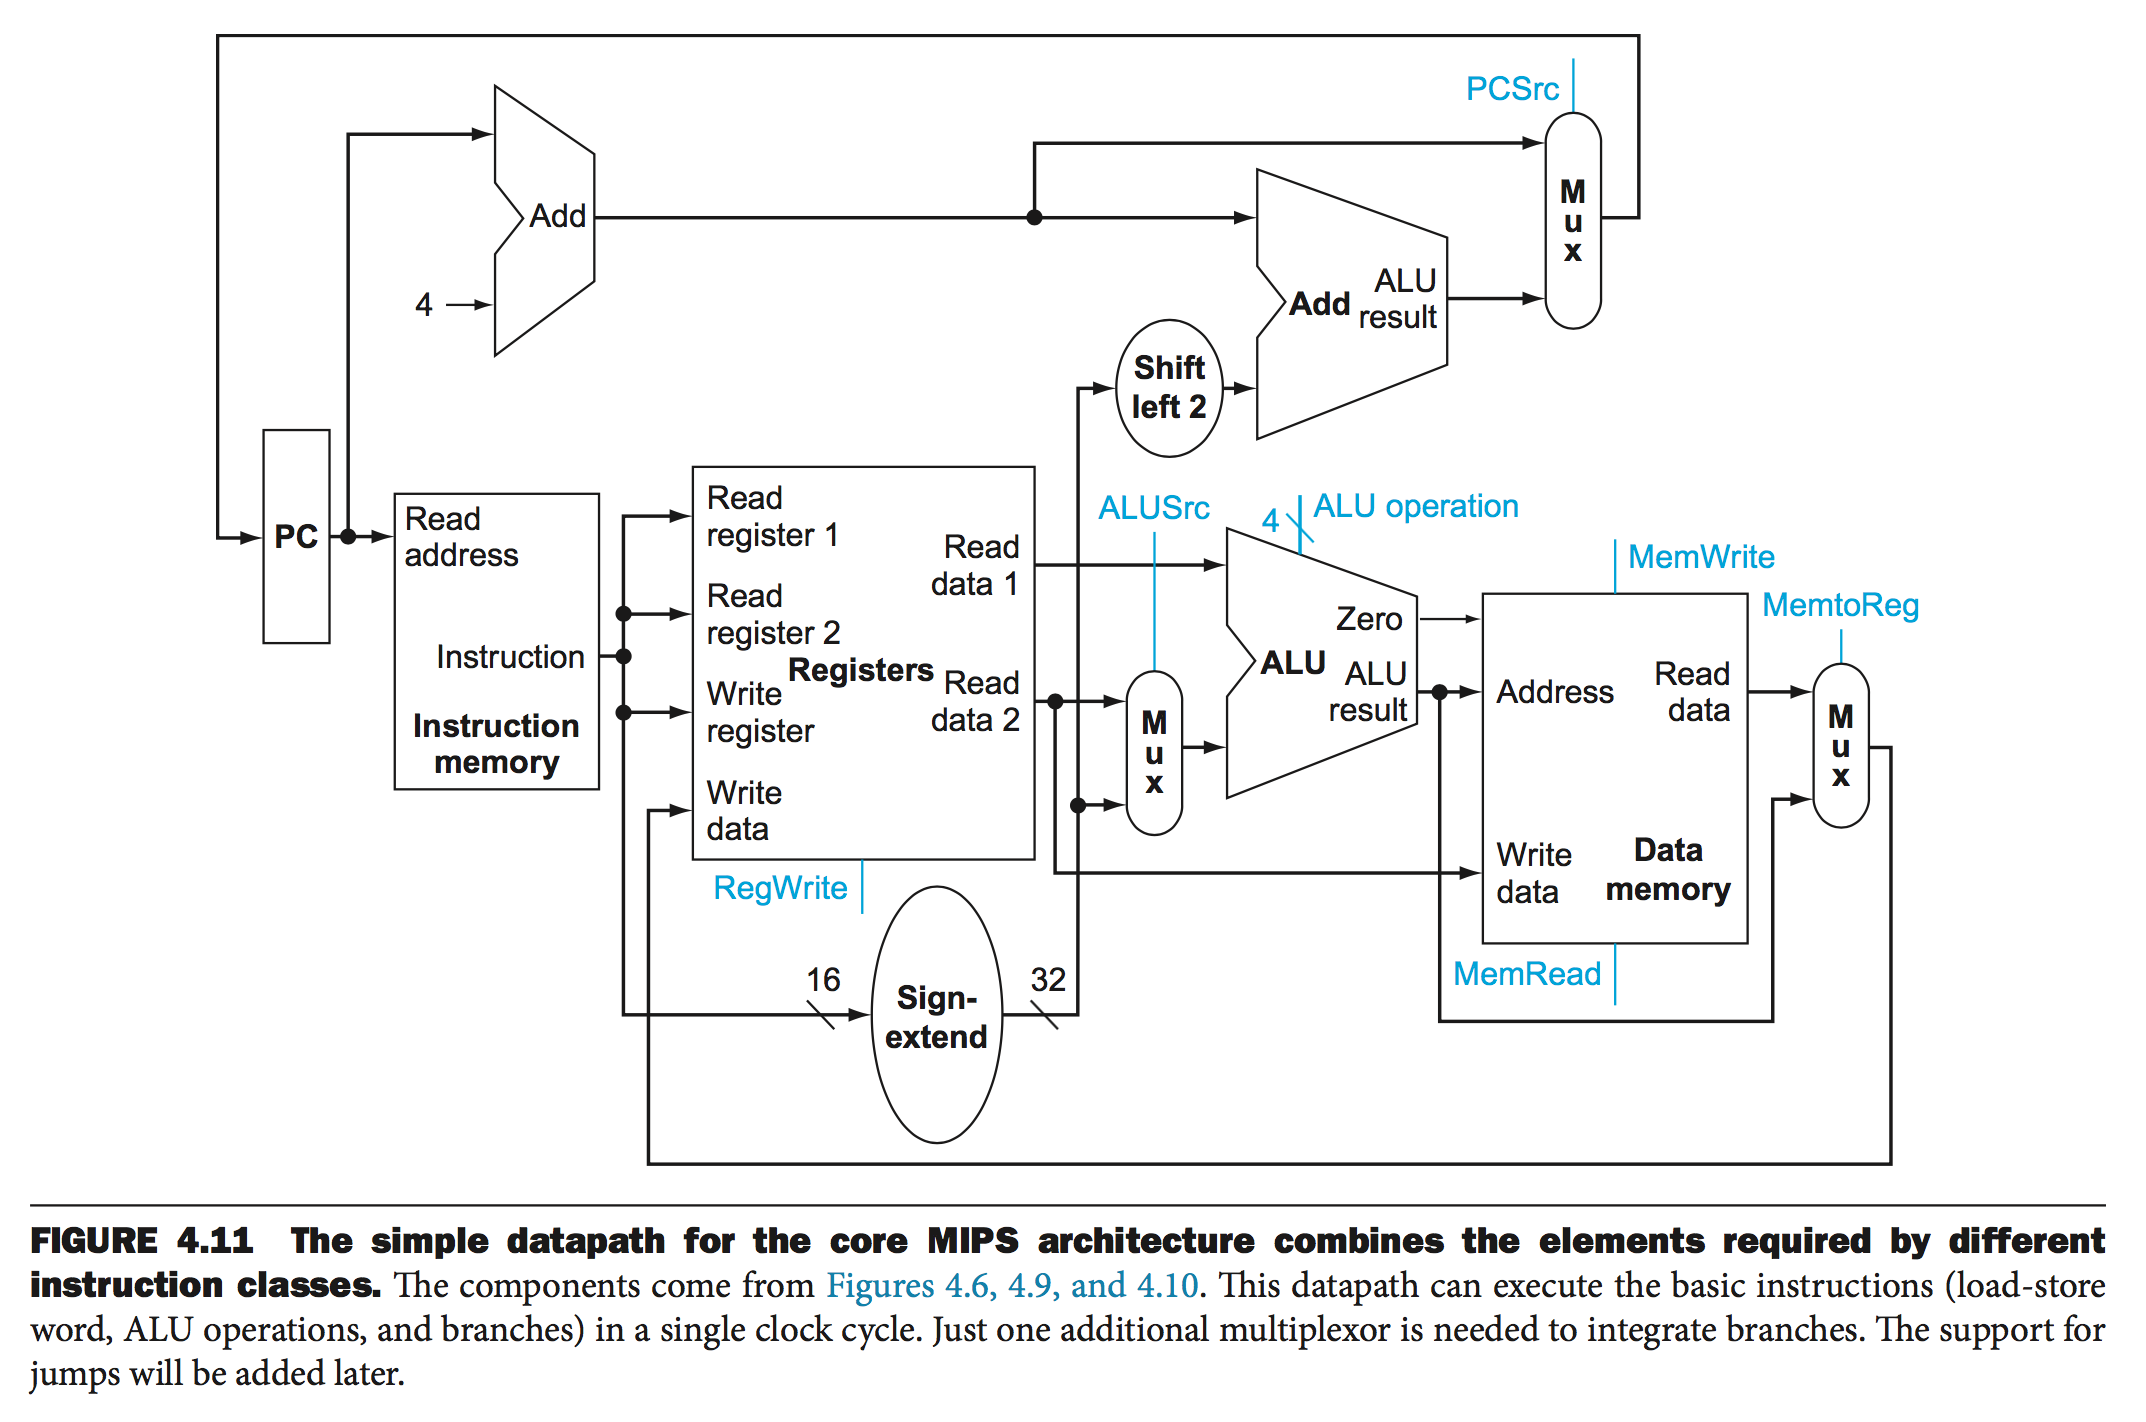 PCSrc
M
u
x
Add
4
Add
ALU
result
Shift
left 2
PC
Read
address
Instruction
Instruction
memory
Read
register 1
Read
register 2
Registers
Write
register
Write
data
Read
data 1
Read
data 2
RegWrite
16
Sign-
extend
32
ALUSrc
M
u
x
4
ALU operation
Zero
ALU
ALU
result
MemWrite
Address
Read
data
Write
data
Data
memory
MemRead
MemtoReg
M
u
x
FIGURE 4.11 The simple datapath for the core MIPS architecture combines the elements required by different
instruction classes. The components come from Figures 4.6, 4.9, and 4.10. This datapath can execute the basic instructions (load-store
word, ALU operations, and branches) in a single clock cycle. Just one additional multiplexor is needed to integrate branches. The support for
jumps will be added later.